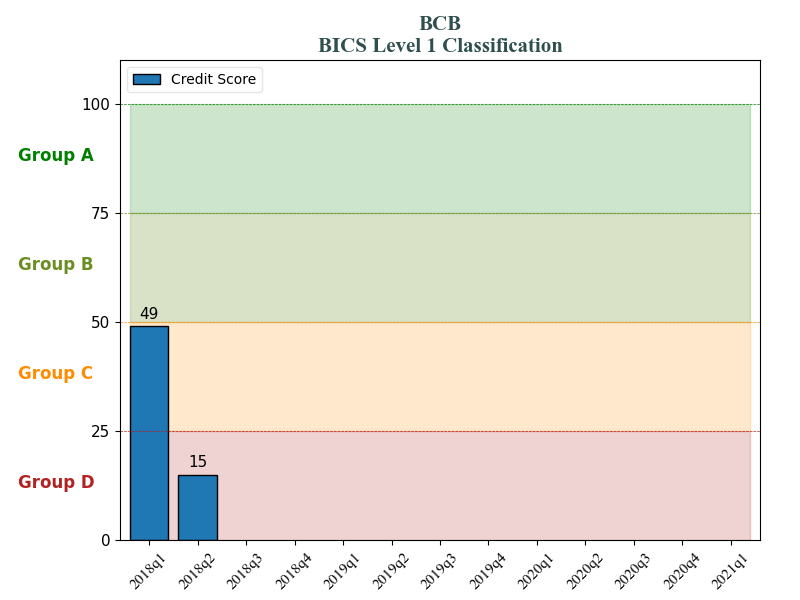 BCB
BICS Level 1 Classification
Credit Score
100
Group A
75
Group B
50
49
Group C
25
15
Group D
0
2018q1 2018q2 2018q3 2018q4 2019q1 2019q2 2019q3 2019q4 2020q1 2020q2 2020q3 2020q4 2021q1